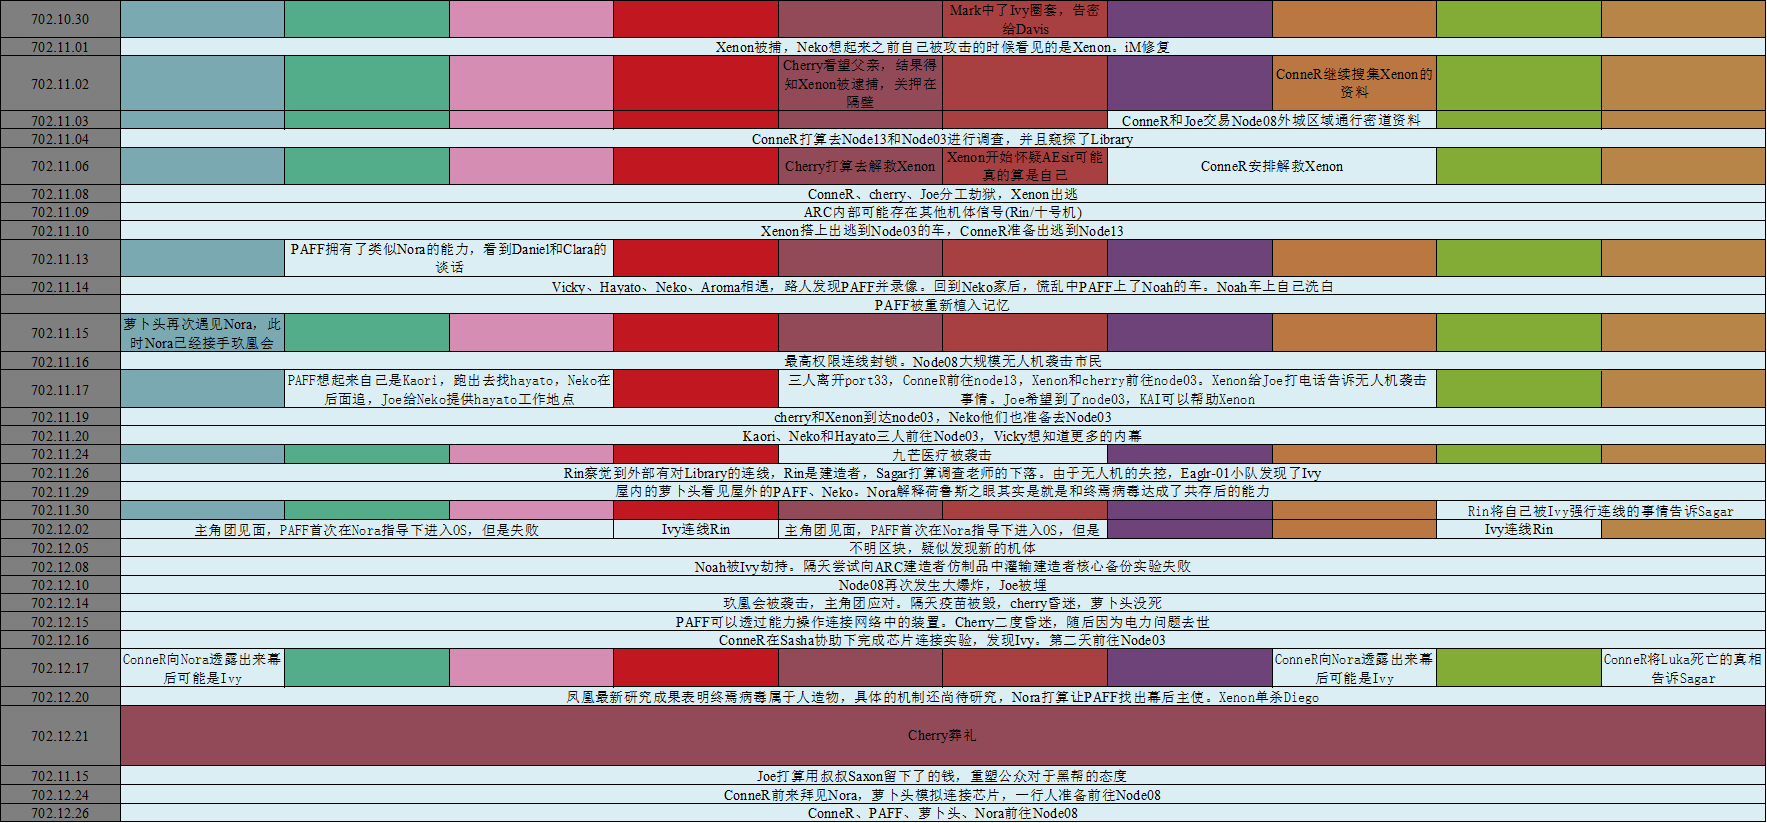 702.10.30
Mark中了Ivy圈套，告密
给Davis
702.11.01
Xenon被捕，Neko想起来之前自己被攻击的时候看见的是Xenon。iM修复
702.11.02
Cherry看望父亲，结果得
知Xenon被逮捕，关押在
隔壁
ConneR继续搜集Xenon的
资料
702.11.03
ConneR和Joe交易Node08外城区域通行密道资料
702.11.04
ConneR打算去Node13和Node03进行调查，并且窥探了Library
702.11.06
Cherry打算去解救Xenon
Xenon开始怀疑AEsir可能
真的算是自己
ConneR安排解救Xenon
702.11.08
ConneR、cherry、Joe分工劫狱，Xenon出逃
702.11.09
ARC内部可能存在其他机体信号(Rin/十号机)
702.11.10
Xenon搭上出逃到Node03的车，ConneR准备出逃到Node13
702.11.13
PAFF拥有了类似Nora的能力，看到Daniel和Clara的
谈话
702.11.14
Vicky、Hayato、Neko、Aroma相遇，路人发现PAFF并录像。回到Neko家后，慌乱中PAFF上了Noah的车。Noah车上自己洗白
PAFF被重新植入记忆
702.11.15
萝卜头再次遇见Nora，此
时Nora已经接手玖凰会
702.11.16
最高权限连线封锁。Node08大规模无人机袭击市民
702.11.17
PAFF想起来自己是Kaori，跑出去找hayato，Neko在
后面追，Joe给Neko提供hayato工作地点
三人离开port33，ConneR前往node13，Xenon和cherry前往node03。Xenon给Joe打电话告诉无人机袭击
事情。Joe希望到了node03，KAI可以帮助Xenon
702.11.19
cherry和Xenon到达node03，Neko他们也准备去Node03
702.11.20
Kaori、Neko和Hayato三人前往Node03，Vicky想知道更多的内幕
702.11.24
九芒医疗被袭击
702.11.26
Rin察觉到外部有对Library的连线，Rin是建造者，Sagar打算调查老师的下落。由于无人机的失控，Eaglr-01小队发现了Ivy
702.11.29
屋内的萝卜头看见屋外的PAFF、Neko。Nora解释荷鲁斯之眼其实是就是和终焉病毒达成了共存后的能力
702.11.30
Rin将自己被Ivy强行连线的事情告诉Sagar
702.12.02
主角团见面，PAFF首次在Nora指导下进入OS，但是失败
Ivy连线Rin
主角团见面，PAFF首次在Nora指导下进入OS，但是
Ivy连线Rin
702.12.05
不明区块，疑似发现新的机体
702.12.08
Noah被Ivy劫持。隔天尝试向ARC建造者仿制品中灌输建造者核心备份实验失败
702.12.10
Node08再次发生大爆炸，Joe被埋
702.12.14
玖凰会被袭击，主角团应对。隔天疫苗被毁，cherry昏迷，萝卜头没死
702.12.15
PAFF可以透过能力操作连接网络中的装置。Cherry二度昏迷，随后因为电力问题去世
702.12.16
ConneR在Sasha协助下完成芯片连接实验，发现Ivy。第二天前往Node03
702.12.17
ConneR向Nora透露出来幕
后可能是Ivy
ConneR向Nora透露出来幕
后可能是Ivy
ConneR将Luka死亡的真相
告诉Sagar
702.12.20
凤凰最新研究成果表明终焉病毒属于人造物，具体的机制还尚待研究，Nora打算让PAFF找出幕后主使。Xenon单杀Diego
702.12.21
Cherry葬礼
702.11.15
Joe打算用叔叔Saxon留下了的钱，重塑公众对于黑帮的态度
702.12.24
ConneR前来拜见Nora，萝卜头模拟连接芯片，一行人准备前往Node08
702.12.26
ConneR、PAFF、萝卜头、Nora前往Node08